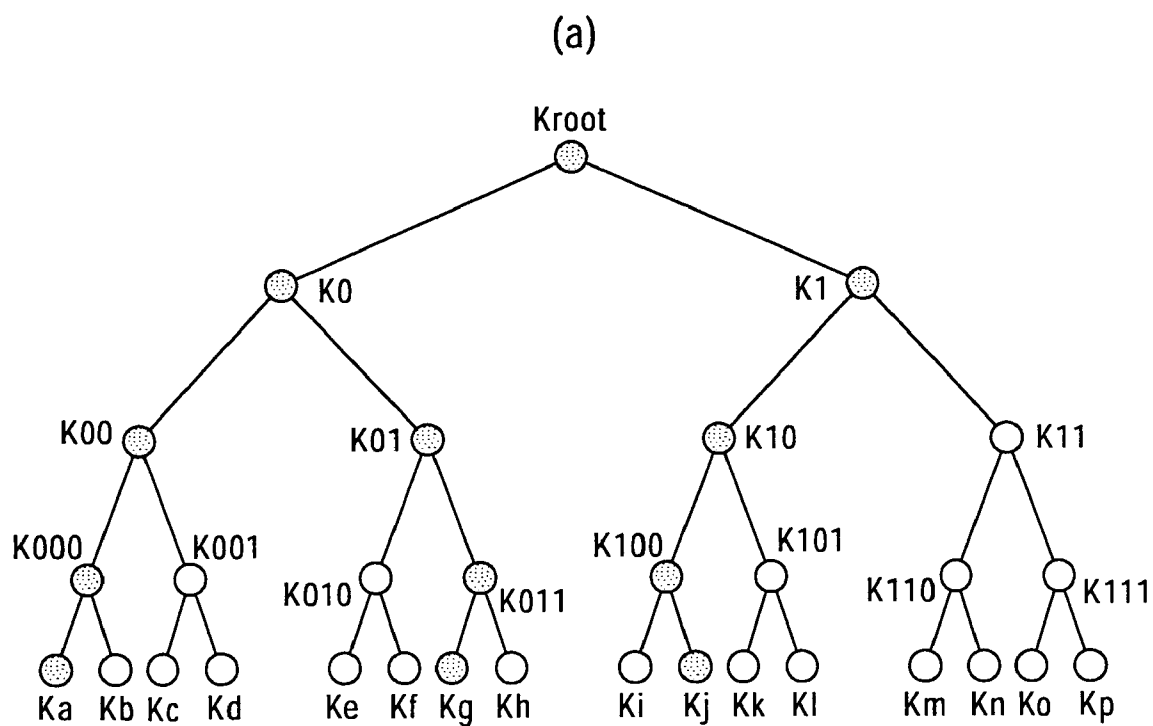 (a)
Kroot
K0 K1
K00 K01 K10 K11
K000 K001 K010 K011 K100 K101 K110 K111
Ka Kb Kc Kd Ke Kf Kg Kh Ki Kj Kk Kl Km Kn Ko Kp